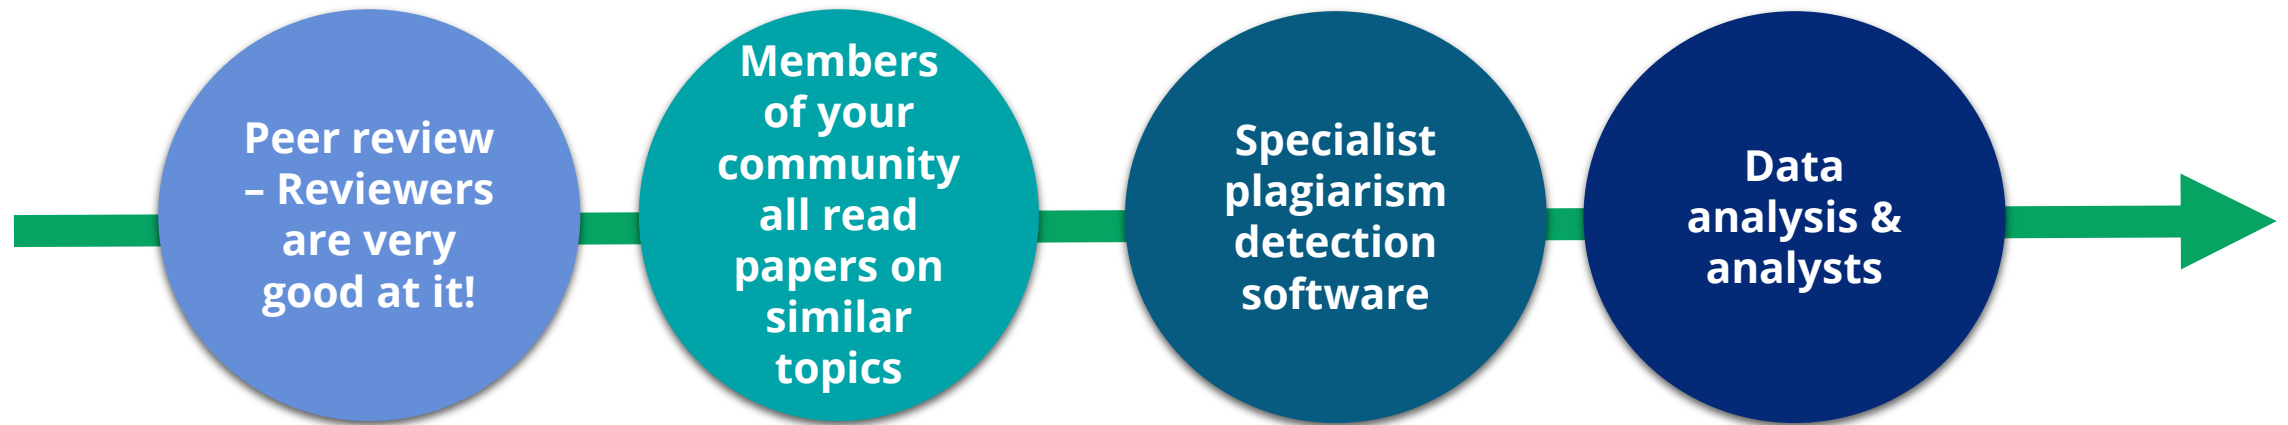 Peer review
– Reviewers
are very
good at it!
Members
of your
community
all read
papers on
similar
topics
Specialist
plagiarism
detection
software
Data
analysis &
analysts